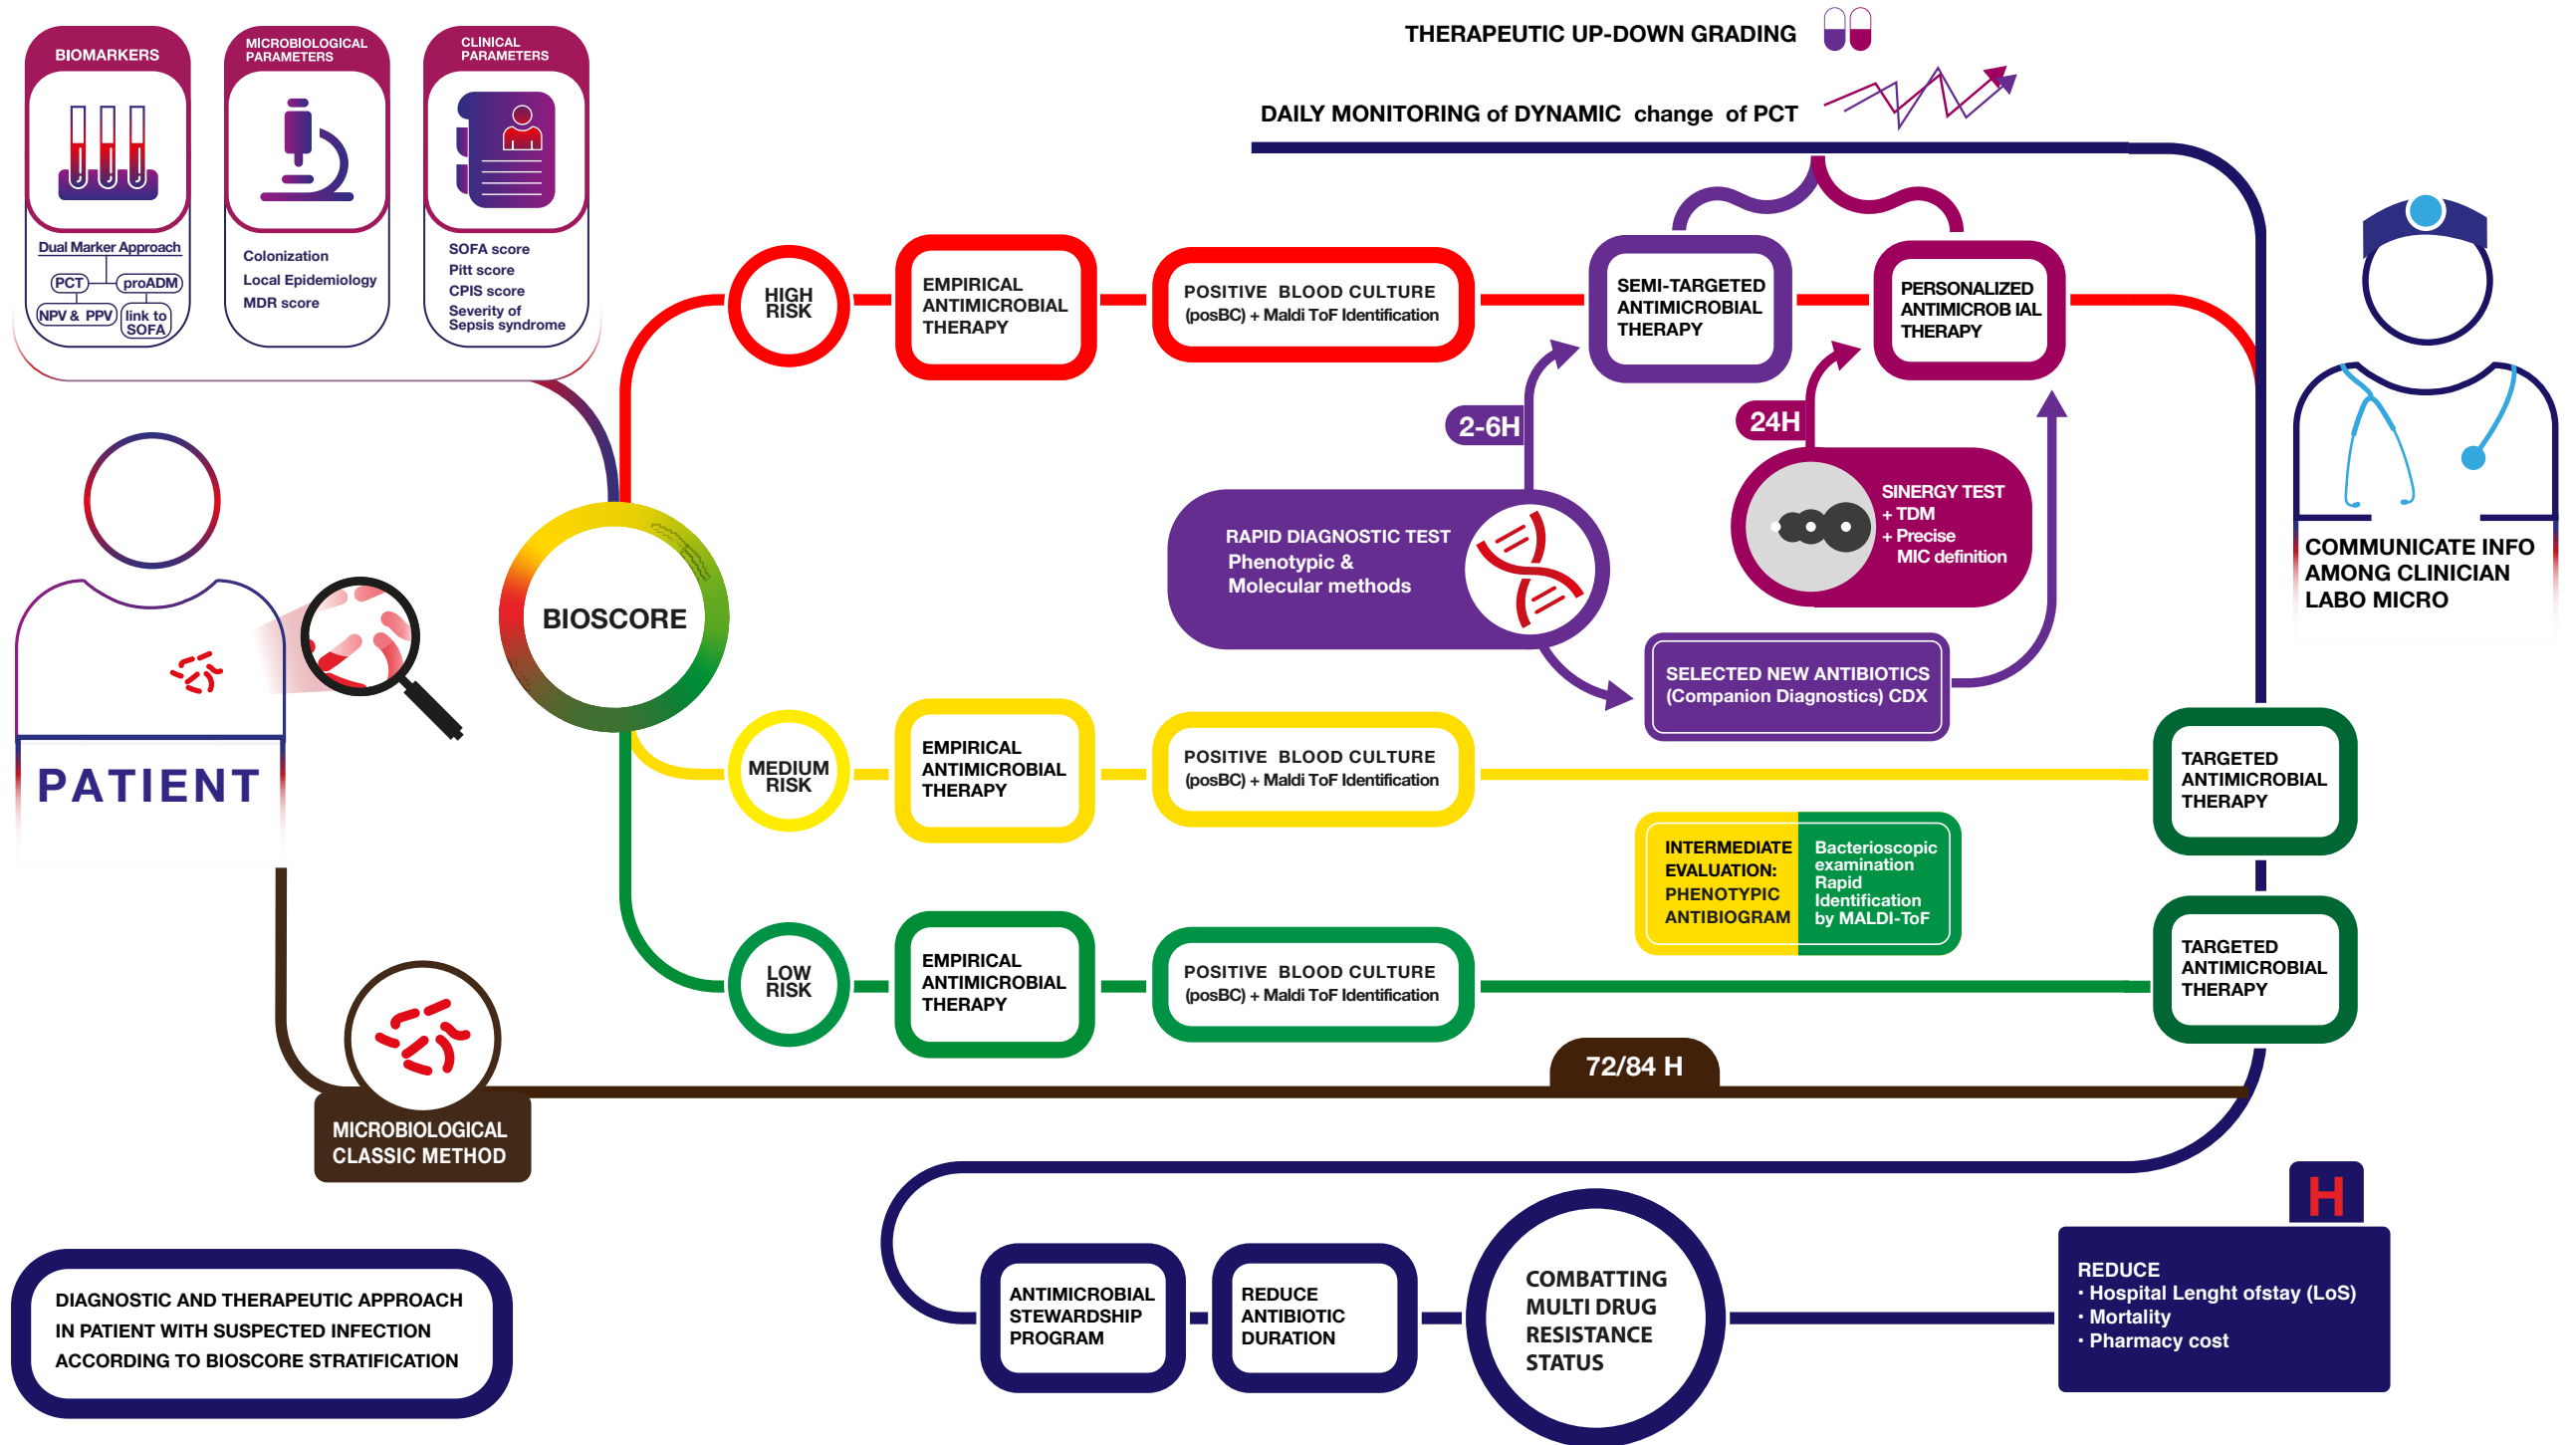 BIOMARKERS
Dual Marker Approach
PCT
proADM
NPV & PPV
link to
SOFA
MICROBIOLOGICAL
PARAMETERS
Colonization
Local Epidemiology
MDR score
CLINICAL
PARAMETERS
SOFA score
Pitt score
CPIS score
Severity of
Sepsis syndrome
THERAPEUTIC UP-DOWN GRADING
DAILY MONITORING of DYNAMIC change of PCT
HIGH
RISK
EMPIRICAL
ANTIMICROBIAL
THERAPY
POSITIVE BLOOD CULTURE
(posBC) + Maldi ToF Identification
SEMI-TARGETED
ANTIMICROBIAL
THERAPY
PERSONALIZED
ANTIMICROB IAL
THERAPY
2-6H
24H
RAPID DIAGNOSTIC TEST
Phenotypic &
Molecular methods
SINERGY TEST
+ TDM
+ Precise
MIC definition
SELECTED NEW ANTIBIOTICS
(Companion Diagnostics) CDX
COMMUNICATE INFO
AMONG CLINICIAN
LABO MICRO
BIOSCORE
PATIENT
MEDIUM
RISK
EMPIRICAL
ANTIMICROBIAL
THERAPY
POSITIVE BLOOD CULTURE
(posBC) + Maldi ToF Identification
TARGETED
ANTIMICROBIAL
THERAPY
INTERMEDIATE
EVALUATION:
PHENOTYPIC
ANTIBIOGRAM
Bacterioscopic
examination
Rapid
Identification
by MALDI-ToF
LOW
RISK
EMPIRICAL
ANTIMICROBIAL
THERAPY
POSITIVE BLOOD CULTURE
(posBC) + Maldi ToF Identification
TARGETED
ANTIMICROBIAL
THERAPY
72/84 H
MICROBIOLOGICAL
CLASSIC METHOD
DIAGNOSTIC AND THERAPEUTIC APPROACH
IN PATIENT WITH SUSPECTED INFECTION
ACCORDING TO BIOSCORE STRATIFICATION
ANTIMICROBIAL
STEWARDSHIP
PROGRAM
REDUCE
ANTIBIOTIC
DURATION
COMBATTING
MULTI DRUG
RESISTANCE
STATUS
H
REDUCE
• Hospital Lenght ofstay (LoS)
• Mortality
• Pharmacy cost